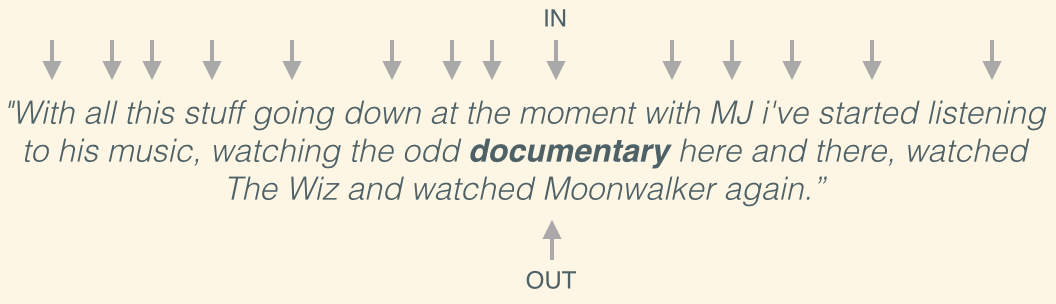 IN
"With all this stuff going down at the moment with MJ i've started listening
to his music, watching the odd documentary here and there, watched
The Wiz and watched Moonwalker again.”
OUT